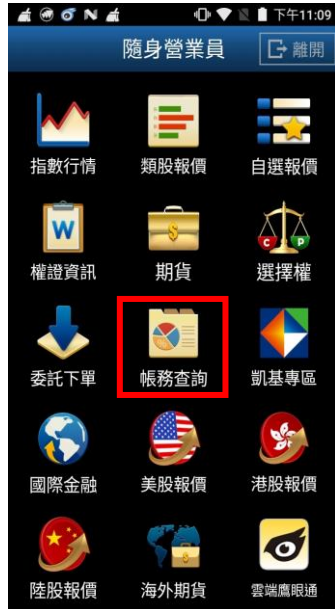 下午11:09
隨身營業員
離開
指數行情 類股報價 自選報價
W
$
C P
權證資訊 期貨 選擇權
委託下單 帳務查詢 凱基專區
國際金融 美股報價 港股報價
陸股報價 海外期貨 雲端鷹眼通